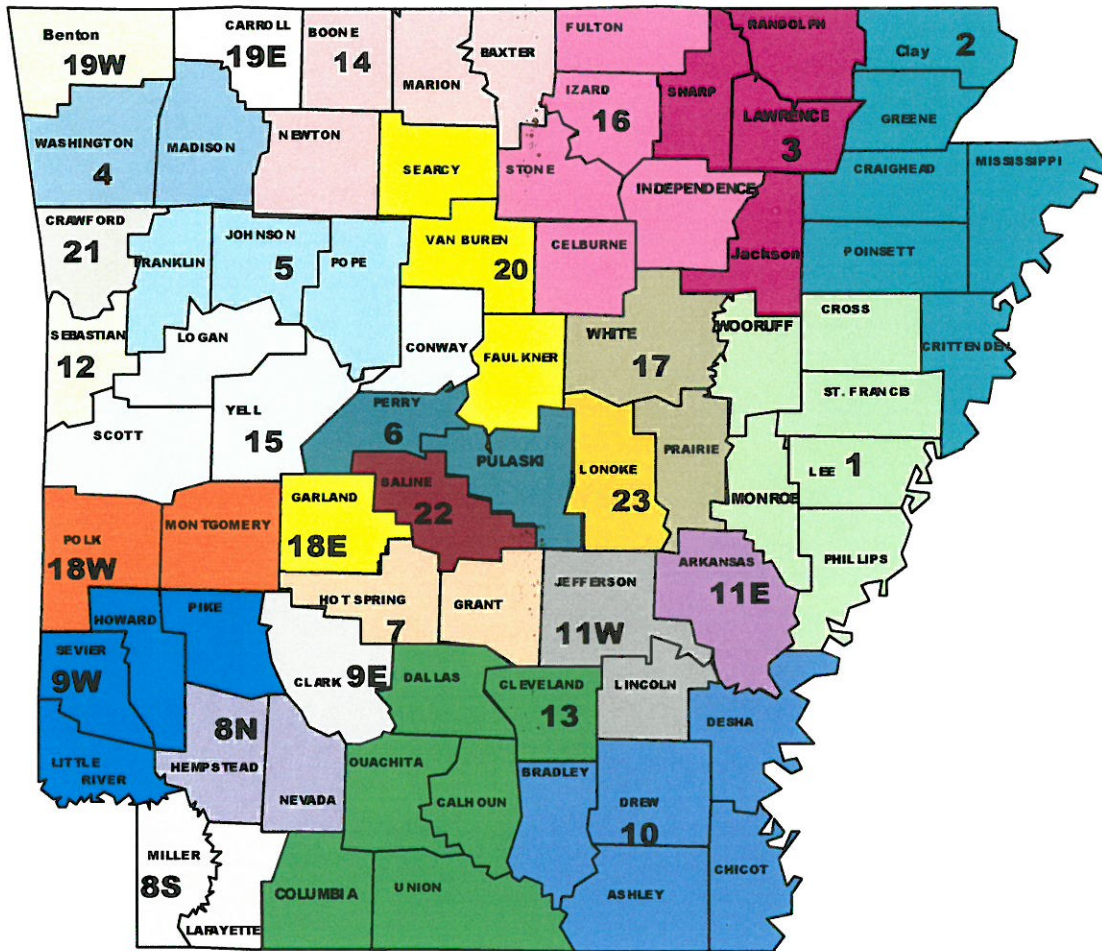 Benton
19W
CARROLL
19E
BOONE
14
MARION
BAXTER
FULTON
RANDOLPH
Clay 2
WASHINGTON
4
MADISON
NEWTON
SEARCY
IZARD
16
STONE
SHARP
LAWRENCE
3
GREENE
CRAIGHEAD
MISSISSIPPI
INDEPENDENCE
CRAWFORD
21
FRANKLIN
JOHNSON
5
POPE
VAN BUREN
20
CELBURNE
Jackson
POINSETT
SEBASTIAN
12
LOGAN
CONWAY
FAULKNER
WHITE
17
WOORUFF
CROSS
CRITTENDEN
SCOTT
YELL
15
PERRY
6
PULASKI
LONOKE
23
PRAIRIE
ST. FRANCIS
LEE 1
MONROE
PHILLIPS
POLK
18W
MONTGOMERY
GARLAND
18E
SALINE
22
HOT SPRING
7
GRANT
JEFFERSON
11W
ARKANSAS
11E
HOWARD
PIKE
SEVIER
9W
CLARK 9E
DALLAS
CLEVELAND
13
LINCOLN
DESHA
LITTLE
RIVER
8N
HEMPSTEAD
NEVADA
OUACHITA
CALHOUN
BRADLEY
DREW
10
CHICOT
MILLER
8S
LAFAYETTE
COLUMBIA
UNION
ASHLEY